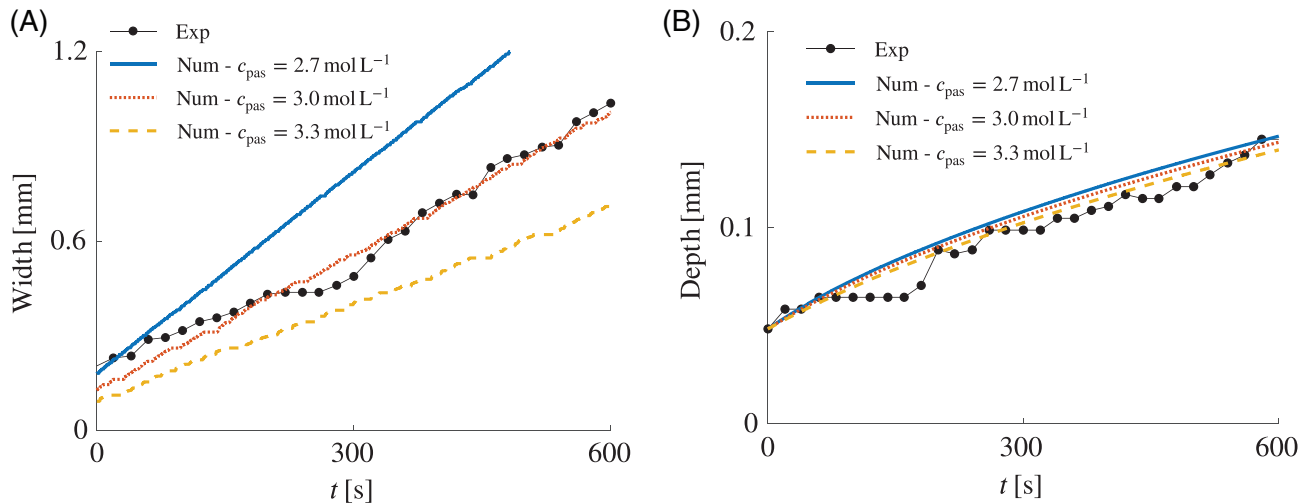 (A)
Exp
Num - c_pas = 2.7 mol L⁻¹
Num - c_pas = 3.0 mol L⁻¹
Num - c_pas = 3.3 mol L⁻¹
1.2
0.6
0
Width [mm]
0
300
600
t [s]
(B)
Exp
Num - c_pas = 2.7 mol L⁻¹
Num - c_pas = 3.0 mol L⁻¹
Num - c_pas = 3.3 mol L⁻¹
0.2
0.1
0
Depth [mm]
0
300
600
t [s]